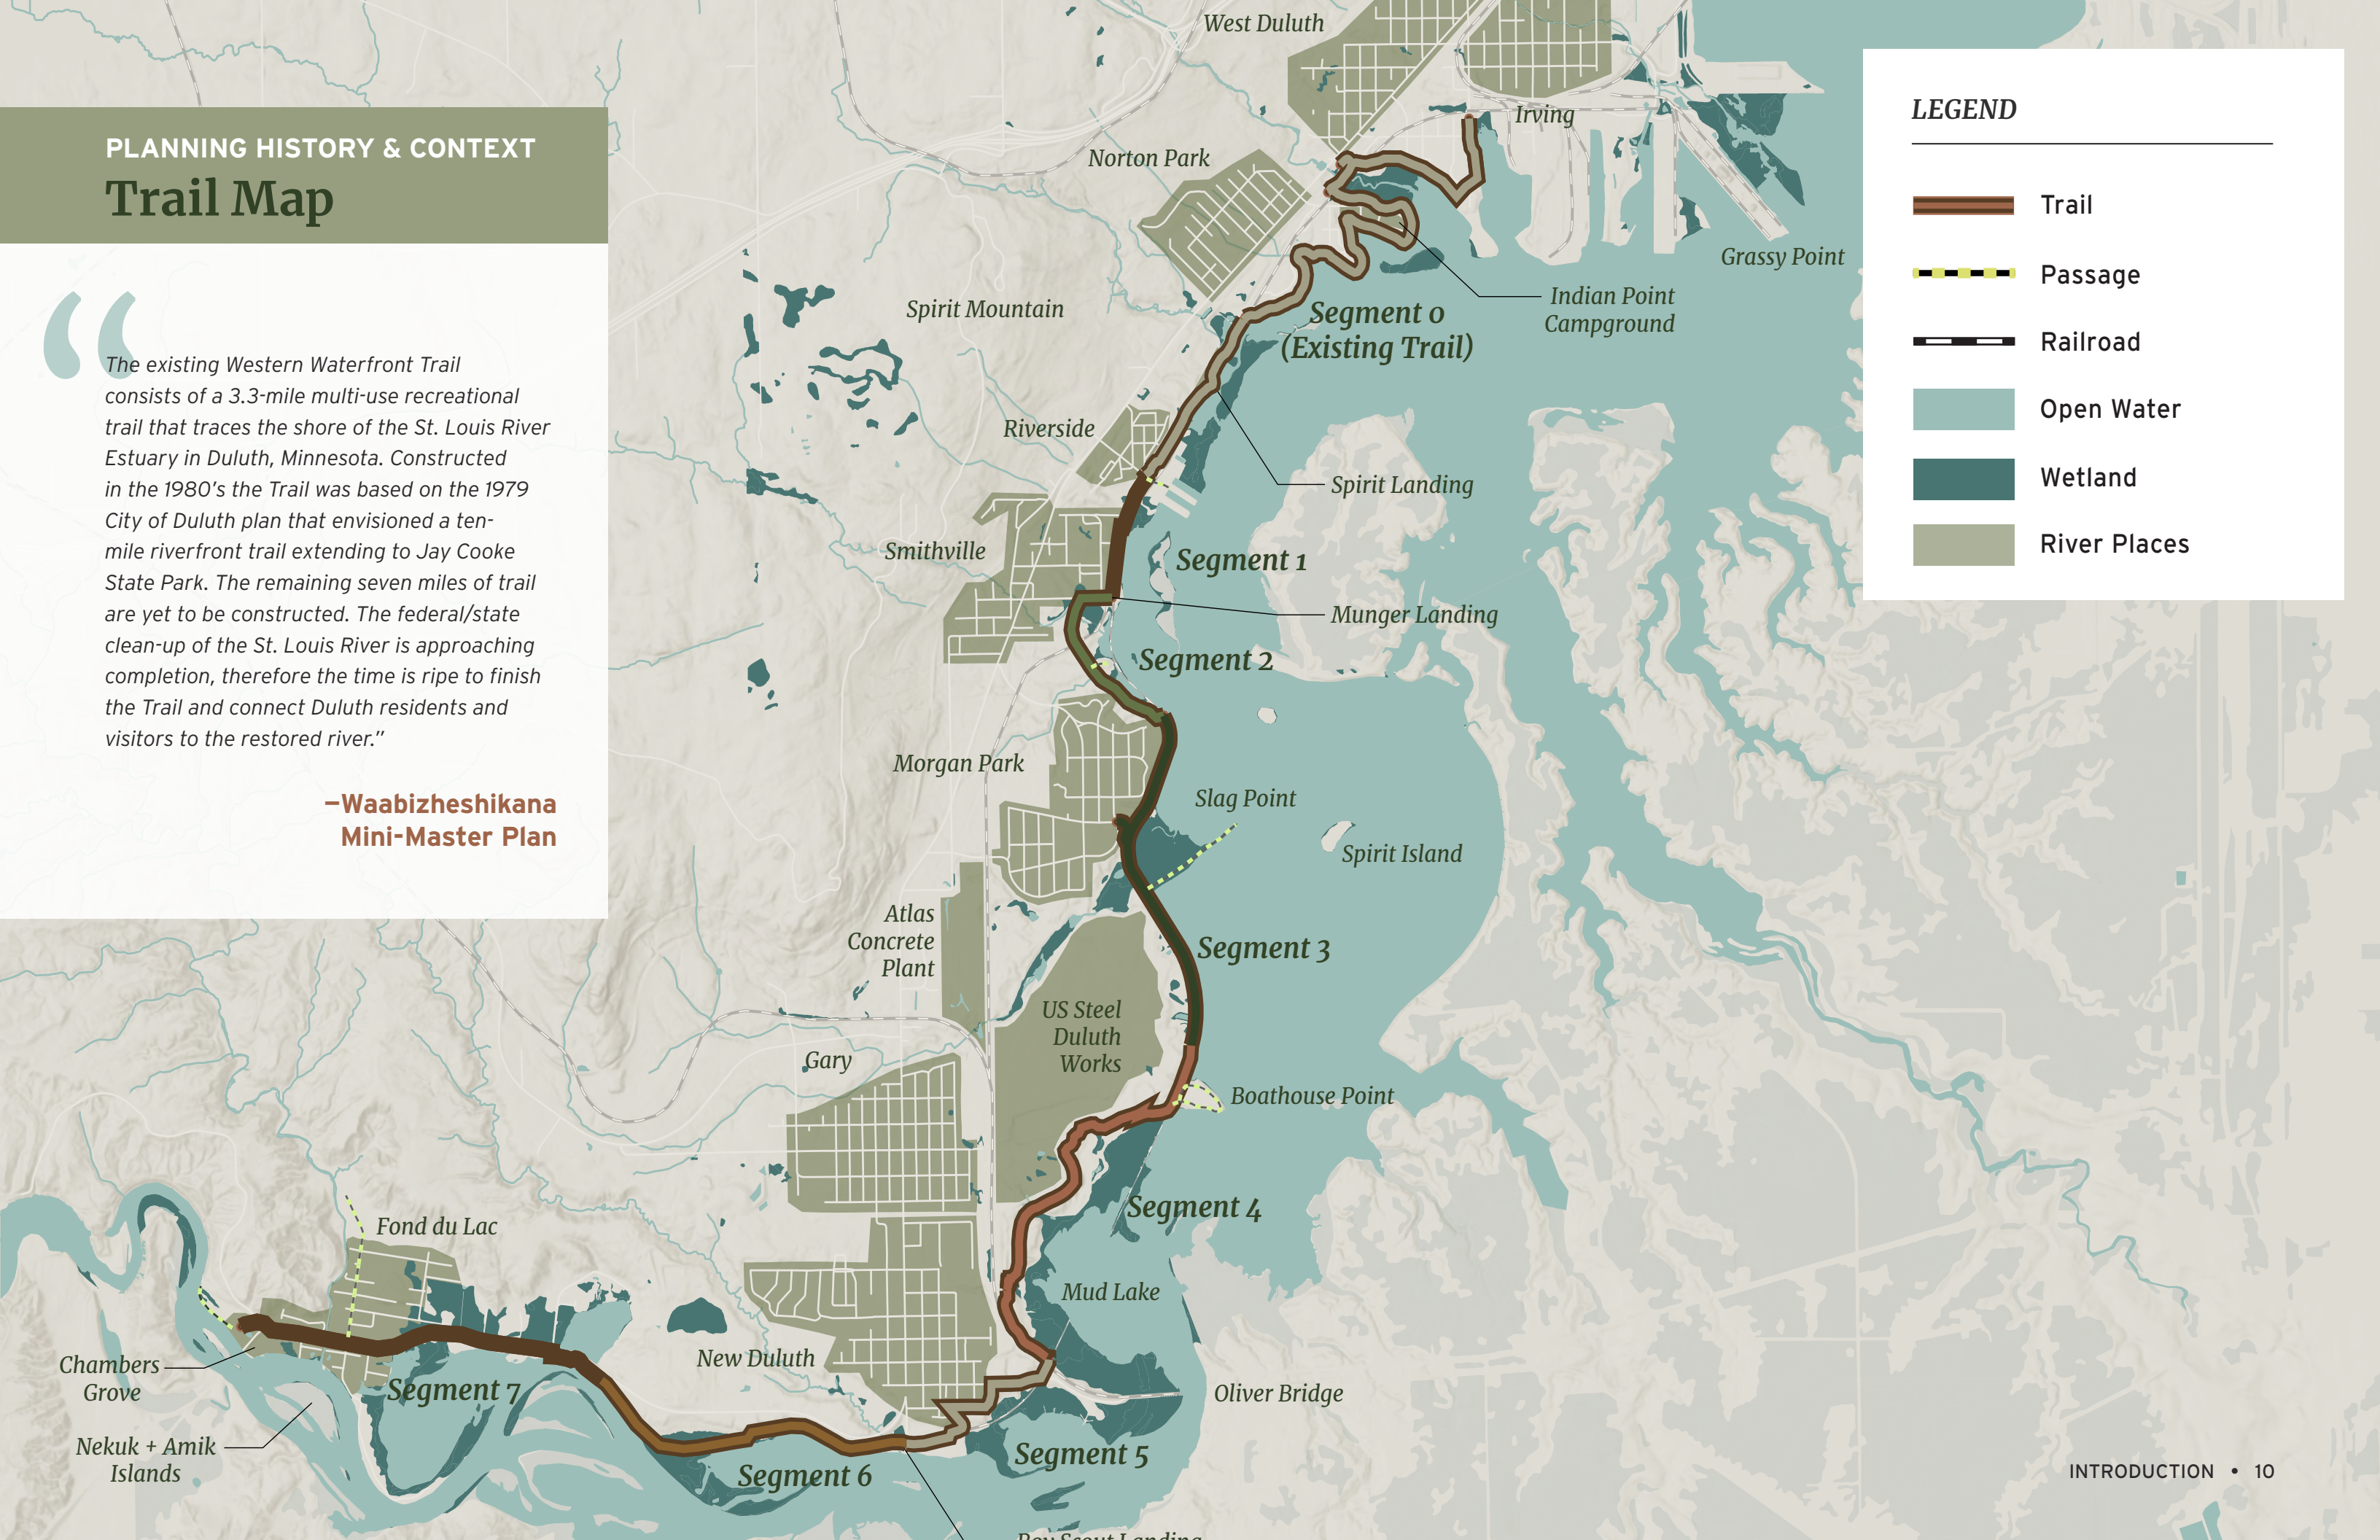 PLANNING HISTORY & CONTEXT
Trail Map
“
The existing Western Waterfront Trail
consists of a 3.3-mile multi-use recreational
trail that traces the shore of the St. Louis River
Estuary in Duluth, Minnesota. Constructed
in the 1980’s the Trail was based on the 1979
City of Duluth plan that envisioned a ten-
mile riverfront trail extending to Jay Cooke
State Park. The remaining seven miles of trail
are yet to be constructed. The federal/state
clean-up of the St. Louis River is approaching
completion, therefore the time is ripe to finish
the Trail and connect Duluth residents and
visitors to the restored river.”
–Waabizheshikana
Mini-Master Plan
West Duluth
Irving
Norton Park
Grassy Point
Spirit Mountain
Indian Point
Campground
Segment 0
(Existing Trail)
Riverside
Spirit Landing
Smithville
Segment 1
Munger Landing
Segment 2
Morgan Park
Slag Point
Spirit Island
Atlas
Concrete
Plant
Segment 3
US Steel
Duluth
Works
Gary
Boathouse Point
Segment 4
Fond du Lac
Mud Lake
New Duluth
Chambers
Grove
Segment 7
Oliver Bridge
Nekuk + Amik
Islands
Segment 5
Segment 6
Boy Scout Landing
LEGEND
Trail
Passage
Railroad
Open Water
Wetland
River Places
INTRODUCTION • 10